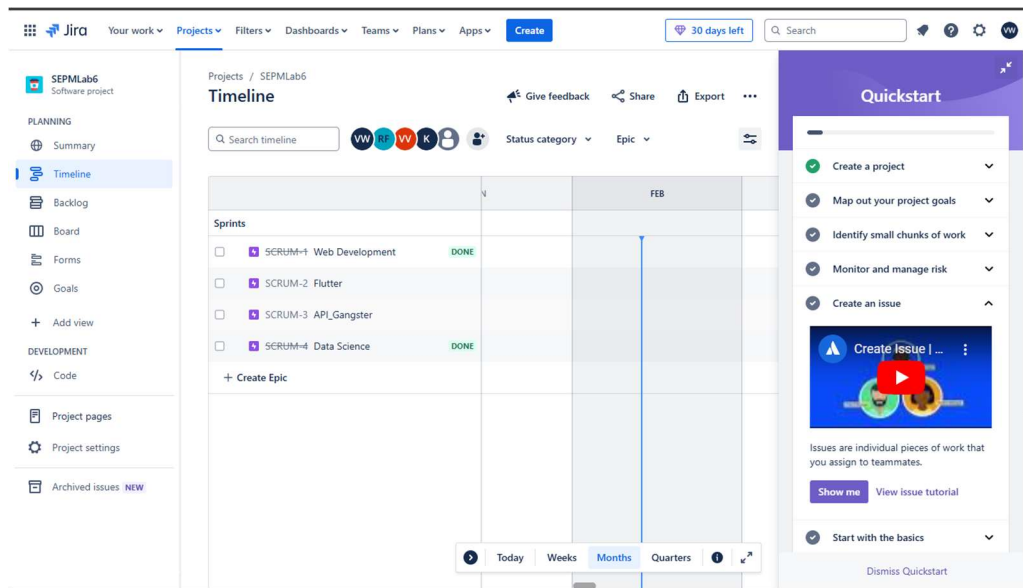 Jira
Your work
Projects
Filters
Dashboards
Teams
Plans
Apps
Create
30 days left
Search
VW
SEPMLab6
Software project
PLANNING
Summary
Timeline
Backlog
Board
Forms
Goals
Add view
DEVELOPMENT
Code
Project pages
Project settings
Archived issues NEW
Projects / SEPMLab6
Timeline
Give feedback
Share
Export
Search timeline
VW RF VV K
Status category
Epic
FEB
Sprints
SCRUM-1 Web Development DONE
SCRUM-2 Flutter
SCRUM-3 API_Gangster
SCRUM-4 Data Science DONE
+ Create Epic
Today
Weeks
Months
Quarters
Quickstart
Create a project
Map out your project goals
Identify small chunks of work
Monitor and manage risk
Create an issue
Create Issue | ...
Issues are individual pieces of work that
you assign to teammates.
Show me
View issue tutorial
Start with the basics
Dismiss Quickstart